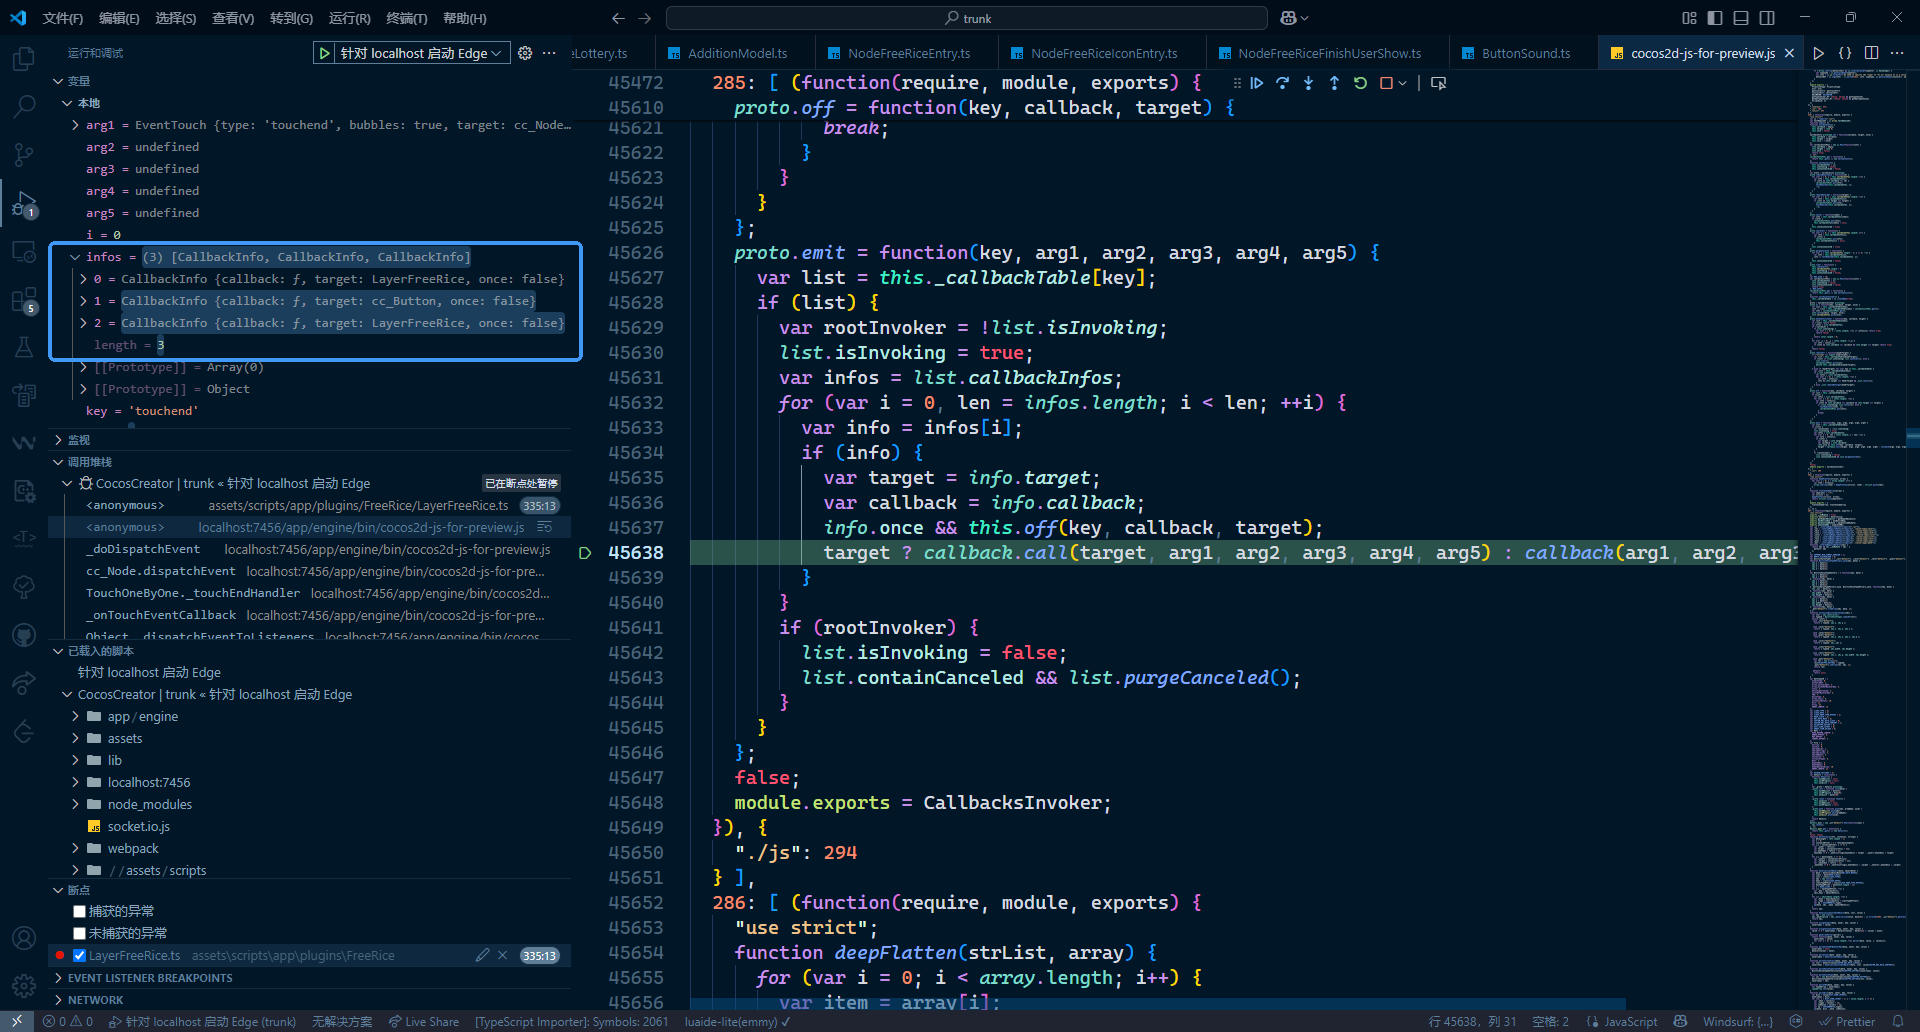 文件(F) 编辑(E) 选择(S) 查看(V) 转到(G) 运行(R) 终端(T) 帮助(H)
trunk
运行和调试
针对 localhost 启动 Edge
eLottery.ts
AdditionModel.ts
NodeFreeRiceEntry.ts
NodeFreeRiceIconEntry.ts
NodeFreeRiceFinishUserShow.ts
ButtonSound.ts
cocos2d-js-for-preview.js
变量
本地
arg1 = EventTouch {type: 'touchend', bubbles: true, target: cc_Node…
arg2 = undefined
arg3 = undefined
arg4 = undefined
arg5 = undefined
i = 0
infos = (3) [CallbackInfo, CallbackInfo, CallbackInfo]
0 = CallbackInfo {callback: ƒ, target: LayerFreeRice, once: false}
1 = CallbackInfo {callback: ƒ, target: cc_Button, once: false}
2 = CallbackInfo {callback: ƒ, target: LayerFreeRice, once: false}
length = 3
[[Prototype]] = Array(0)
[[Prototype]] = Object
key = 'touchend'
监视
调用堆栈
CocosCreator | trunk « 针对 localhost 启动 Edge 已在断点处暂停
<anonymous> assets/scripts/app/plugins/FreeRice/LayerFreeRice.ts 335:13
<anonymous> localhost:7456/app/engine/bin/cocos2d-js-for-preview.js
_doDispatchEvent localhost:7456/app/engine/bin/cocos2d-js-for-preview.js
cc_Node.dispatchEvent localhost:7456/app/engine/bin/cocos2d-js-for-pre…
TouchOneByOne._touchEndHandler localhost:7456/app/engine/bin/cocos2d…
_onTouchEventCallback localhost:7456/app/engine/bin/cocos2d-js-for-pre…
Object._dispatchEventToListeners localhost:7456/app/engine/bin/cocos…
已载入的脚本
针对 localhost 启动 Edge
CocosCreator | trunk « 针对 localhost 启动 Edge
app/engine
assets
lib
localhost:7456
node_modules
socket.io.js
webpack
//assets/scripts
断点
捕获的异常
未捕获的异常
LayerFreeRice.ts assets\scripts\app\plugins\FreeRice 335:13
EVENT LISTENER BREAKPOINTS
NETWORK
1
5
45472 285: [ (function(require, module, exports) {
45610 proto.off = function(key, callback, target) {
45621 break;
45622 }
45623 }
45624 }
45625 };
45626 proto.emit = function(key, arg1, arg2, arg3, arg4, arg5) {
45627 var list = this._callbackTable[key];
45628 if (list) {
45629 var rootInvoker = !list.isInvoking;
45630 list.isInvoking = true;
45631 var infos = list.callbackInfos;
45632 for (var i = 0, len = infos.length; i < len; ++i) {
45633 var info = infos[i];
45634 if (info) {
45635 var target = info.target;
45636 var callback = info.callback;
45637 info.once && this.off(key, callback, target);
45638 target ? callback.call(target, arg1, arg2, arg3, arg4, arg5) : callback(arg1, arg2, arg3
45639 }
45640 }
45641 if (rootInvoker) {
45642 list.isInvoking = false;
45643 list.containCanceled && list.purgeCanceled();
45644 }
45645 }
45646 };
45647 false;
45648 module.exports = CallbacksInvoker;
45649 }), {
45650 "./js": 294
45651 } ],
45652 286: [ (function(require, module, exports) {
45653 "use strict";
45654 function deepFlatten(strList, array) {
45655 for (var i = 0; i < array.length; i++) {
45656 var item = array[i];
0 0 针对 localhost 启动 Edge (trunk) 无解决方案 Live Share [TypeScript Importer]: Symbols: 2061 luaide-lite(emmy) ✓ 行 45638, 列 31 空格: 2 JavaScript Windsurf: {...} Prettier